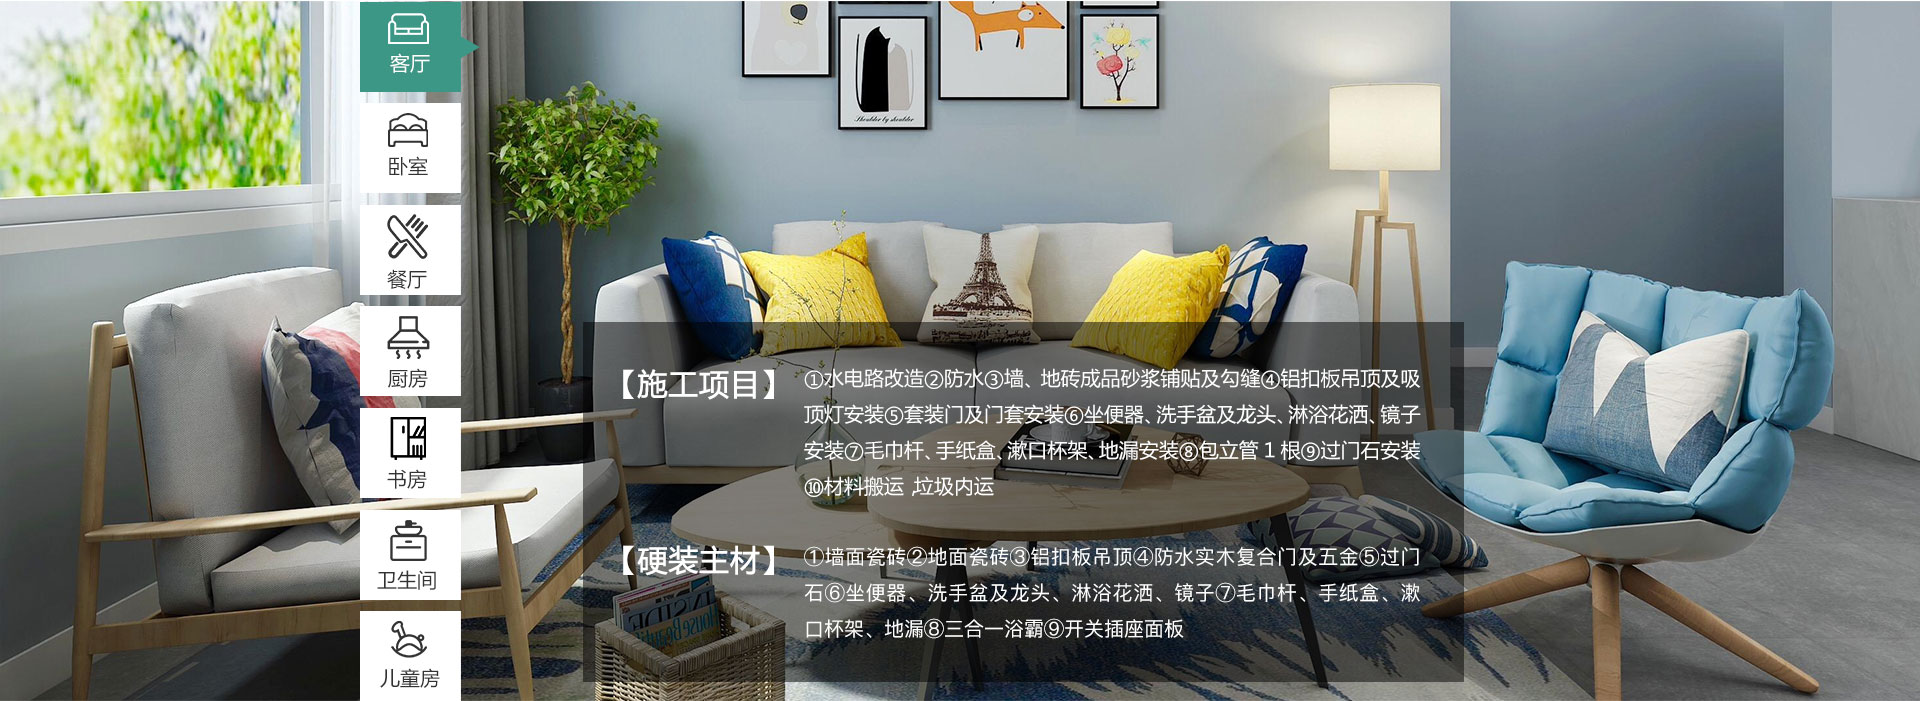 客厅
卧室
餐厅
厨房
书房
卫生间
儿童房
Shoulder by shoulder
【施工项目】
①水电路改造②防水③墙、地砖成品砂浆铺贴及勾缝④铝扣板吊顶及吸
顶灯安装⑤套装门及门套安装⑥坐便器、洗手盆及龙头、淋浴花洒、镜子
安装⑦毛巾杆、手纸盒、漱口杯架、地漏安装⑧包立管1根⑨过门石安装
⑩材料搬运 垃圾内运
【硬装主材】
①墙面瓷砖②地面瓷砖③铝扣板吊顶④防水实木复合门及五金⑤过门
石⑥坐便器、洗手盆及龙头、淋浴花洒、镜子⑦毛巾杆、手纸盒、漱
口杯架、地漏⑧三合一浴霸⑨开关插座面板
INSIDE
House Beautiful